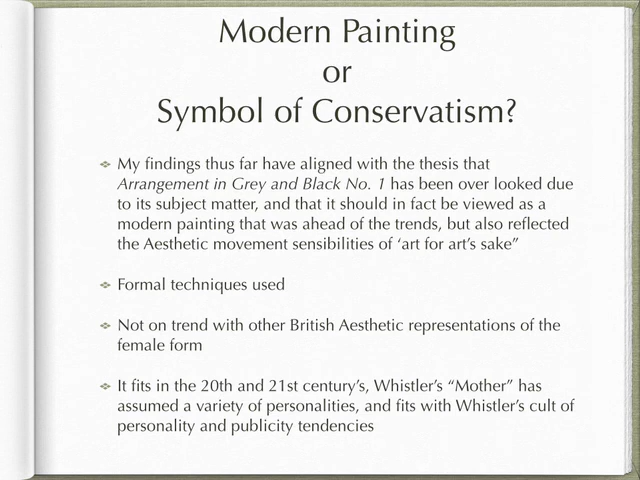 Modern Painting
or
Symbol of Conservatism?
My findings thus far have aligned with the thesis that
Arrangement in Grey and Black No. 1 has been over looked due
to its subject matter, and that it should in fact be viewed as a
modern painting that was ahead of the trends, but also reflected
the Aesthetic movement sensibilities of ‘art for art’s sake”
Formal techniques used
Not on trend with other British Aesthetic representations of the
female form
It fits in the 20th and 21st century’s, Whistler’s “Mother” has
assumed a variety of personalities, and fits with Whistler’s cult of
personality and publicity tendencies